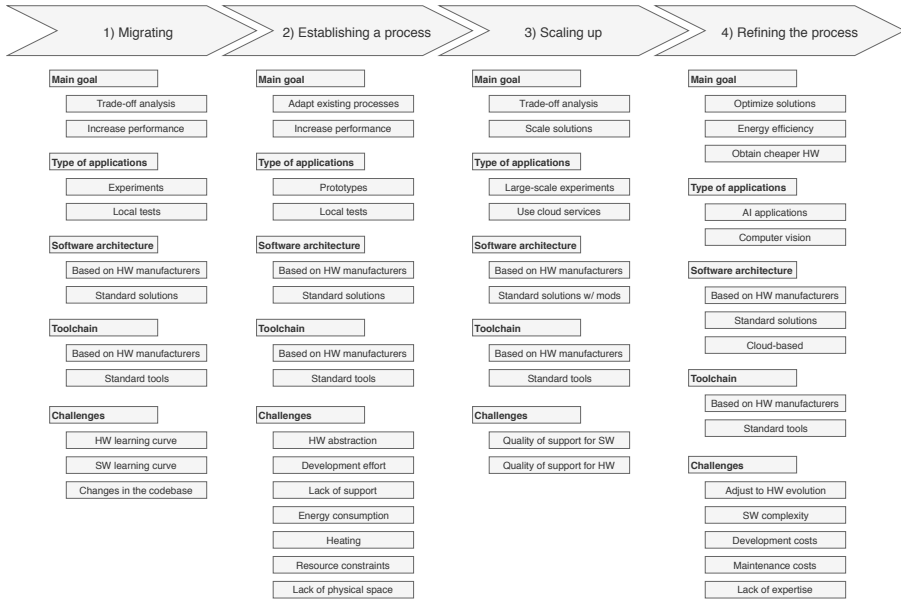 1) Migrating
2) Establishing a process
3) Scaling up
4) Refining the process
Main goal
Trade-off analysis
Increase performance
Type of applications
Experiments
Local tests
Software architecture
Based on HW manufacturers
Standard solutions
Toolchain
Based on HW manufacturers
Standard tools
Challenges
HW learning curve
SW learning curve
Changes in the codebase
Main goal
Adapt existing processes
Increase performance
Type of applications
Prototypes
Local tests
Software architecture
Based on HW manufacturers
Standard solutions
Toolchain
Based on HW manufacturers
Standard tools
Challenges
HW abstraction
Development effort
Lack of support
Energy consumption
Heating
Resource constraints
Lack of physical space
Main goal
Trade-off analysis
Scale solutions
Type of applications
Large-scale experiments
Use cloud services
Software architecture
Based on HW manufacturers
Standard solutions w/ mods
Toolchain
Based on HW manufacturers
Standard tools
Challenges
Quality of support for SW
Quality of support for HW
Main goal
Optimize solutions
Energy efficiency
Obtain cheaper HW
Type of applications
AI applications
Computer vision
Software architecture
Based on HW manufacturers
Standard solutions
Cloud-based
Toolchain
Based on HW manufacturers
Standard tools
Challenges
Adjust to HW evolution
SW complexity
Development costs
Maintenance costs
Lack of expertise